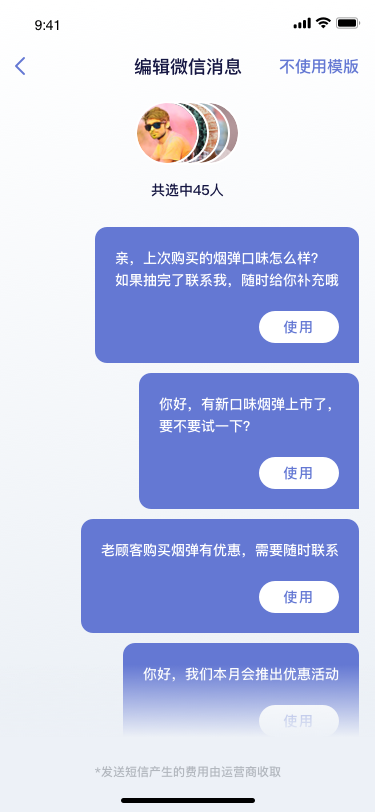 9:41
编辑微信消息
不使用模版
共选中45人
亲，上次购买的烟弹口味怎么样?
如果抽完了联系我，随时给你补充哦
使用
你好，有新口味烟弹上市了，
要不要试一下?
使用
老顾客购买烟弹有优惠，需要随时联系
使用
你好，我们本月会推出优惠活动
使用
*发送短信产生的费用由运营商收取